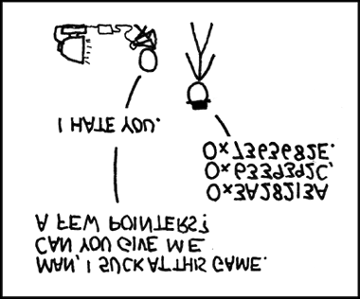 MAN, I SUCK AT THIS GAME.
CAN YOU GIVE ME
A FEW POINTERS?
0x3A28213A
0x6339392C,
0x7363682E.
I HATE YOU.